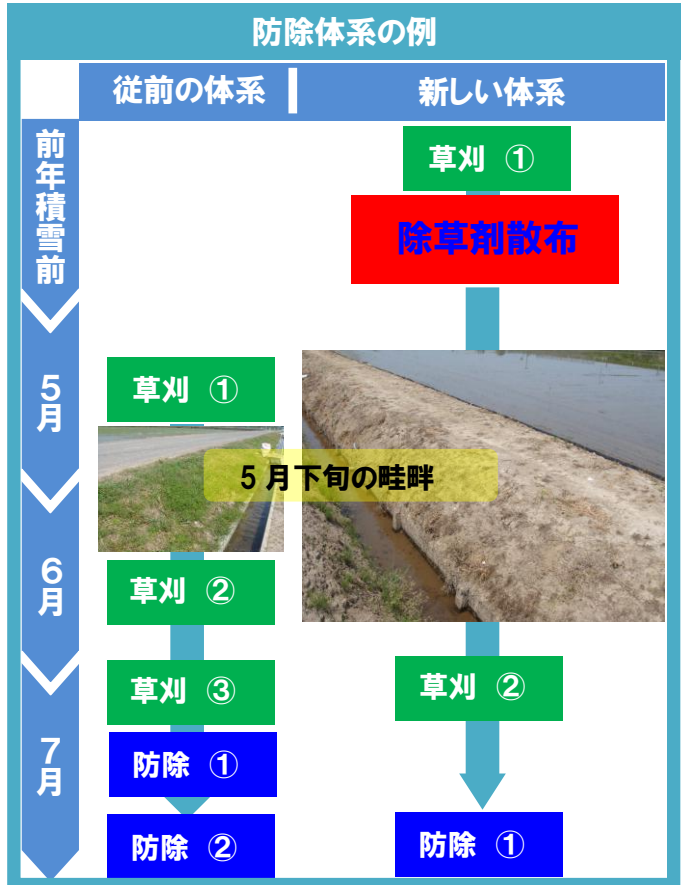 防除体系の例
従前の体系
新しい体系
前年積雪前
草刈 ①
除草剤散布
5月
草刈 ①
5月下旬の畦畔
6月
草刈 ②
草刈 ③
草刈 ②
7月
防除 ①
防除 ②
防除 ①